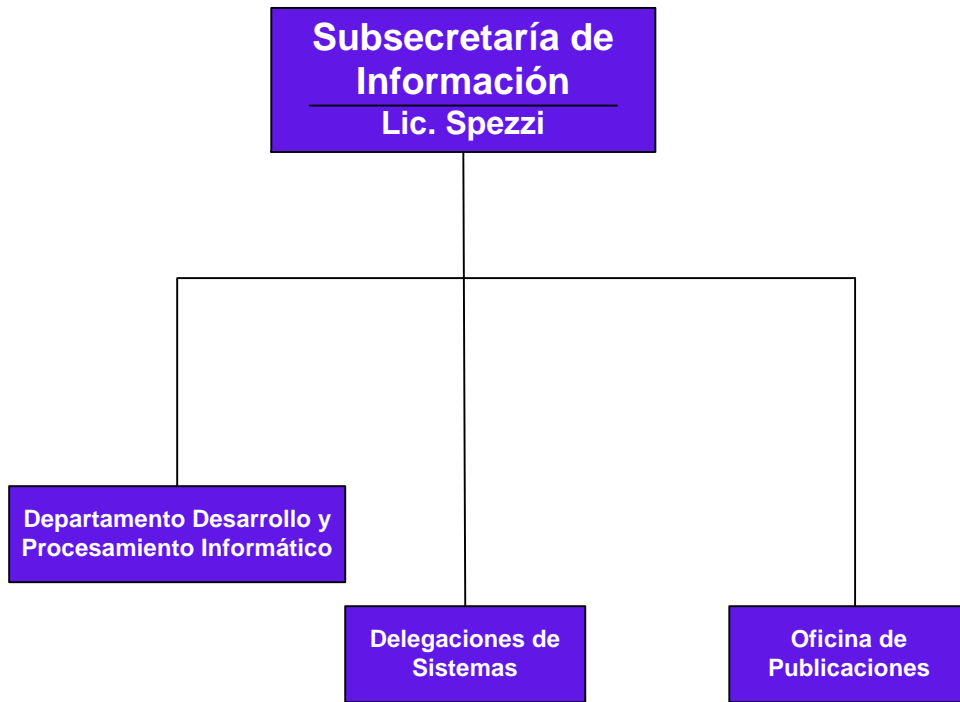 Subsecretaría de
Información
Lic. Spezzi
Departamento Desarrollo y
Procesamiento Informático
Delegaciones de
Sistemas
Oficina de
Publicaciones